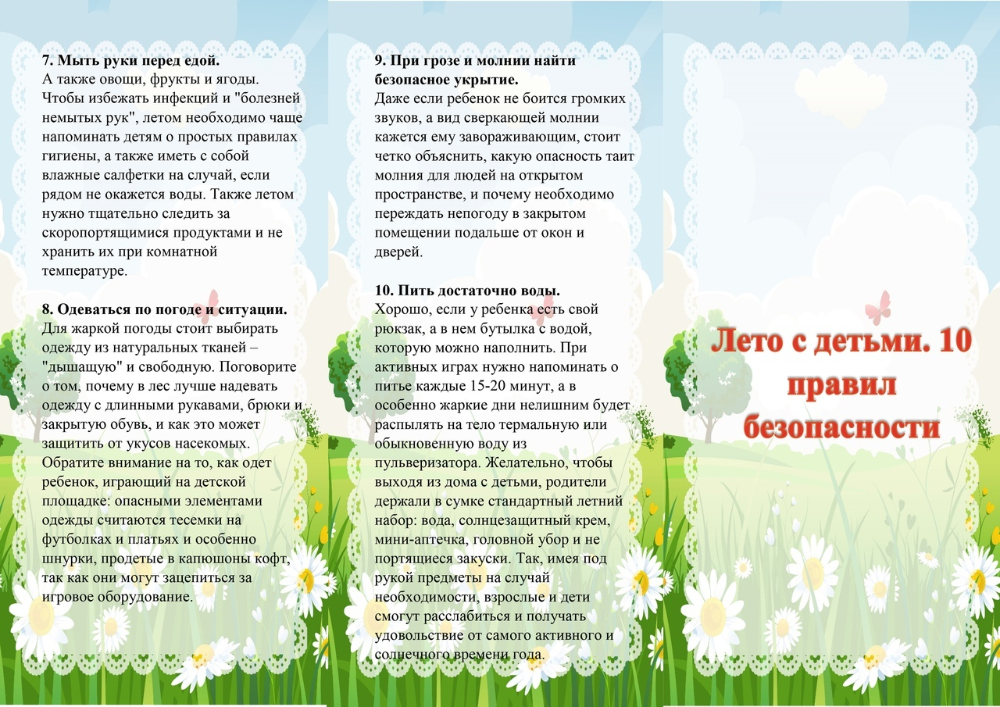 7. Мыть руки перед едой.
А также овощи, фрукты и ягоды.
Чтобы избежать инфекций и "болезней
немытых рук", летом необходимо чаще
напоминать детям о простых правилах
гигиены, а также иметь с собой
влажные салфетки на случай, если
рядом не окажется воды. Также летом
нужно тщательно следить за
скоропортящимися продуктами и не
хранить их при комнатной
температуре.
8. Одеваться по погоде и ситуации.
Для жаркой погоды стоит выбирать
одежду из натуральных тканей –
"дышащую" и свободную. Поговорите
о том, почему в лес лучше надевать
одежду с длинными рукавами, брюки и
закрытую обувь, и как это может
защитить от укусов насекомых.
Обратите внимание на то, как одет
ребенок, играющий на детской
площадке: опасными элементами
одежды считаются тесемки на
футболках и платьях и особенно
шнурки, продетые в капюшоны кофт,
так как они могут зацепиться за
игровое оборудование.
9. При грозе и молнии найти
безопасное укрытие.
Даже если ребенок не боится громких
звуков, а вид сверкающей молнии
кажется ему завораживающим, стоит
четко объяснить, какую опасность таит
молния для людей на открытом
пространстве, и почему необходимо
переждать непогоду в закрытом
помещении подальше от окон и
дверей.
10. Пить достаточно воды.
Хорошо, если у ребенка есть свой
рюкзак, а в нем бутылка с водой,
которую можно наполнить. При
активных играх нужно напоминать о
питье каждые 15-20 минут, а в
особенно жаркие дни нелишним будет
распылять на тело термальную или
обыкновенную воду из
пульверизатора. Желательно, чтобы
выходя из дома с детьми, родители
держали в сумке стандартный летний
набор: вода, солнцезащитный крем,
мини-аптечка, головной убор и не
портящиеся закуски. Так, имея под
рукой предметы на случай
необходимости, взрослые и дети
смогут расслабиться и получать
удовольствие от самого активного и
солнечного времени года.
Лето с детьми. 10
правил
безопасности